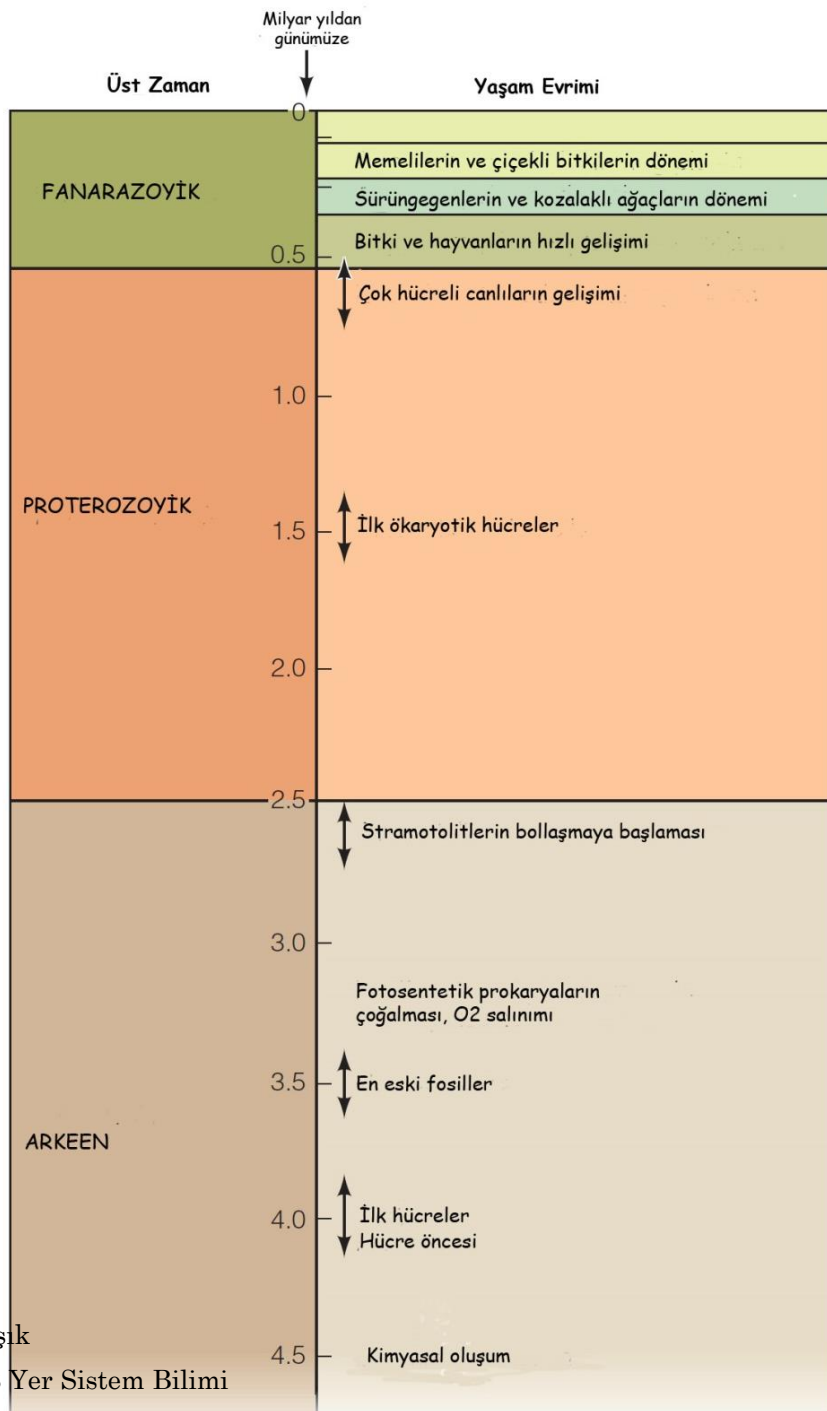 Milyar yıldan
günümüze
Üst Zaman
Yaşam Evrimi
0
Memelilerin ve çiçekli bitkilerin dönemi
FANARAZOYİK
Sürüngegenlerin ve kozalaklı ağaçların dönemi
Bitki ve hayvanların hızlı gelişimi
0.5
Çok hücreli canlıların gelişimi
1.0
PROTEROZOYİK
1.5
İlk ökaryotik hücreler
2.0
2.5
Stramotolitlerin bollaşmaya başlaması
3.0
Fotosentetik prokaryaların
çoğalması, O2 salınımı
3.5
En eski fosiller
ARKEEN
4.0
İlk hücreler
Hücre öncesi
4.5
Kimyasal oluşum
şık
Yer Sistem Bilimi